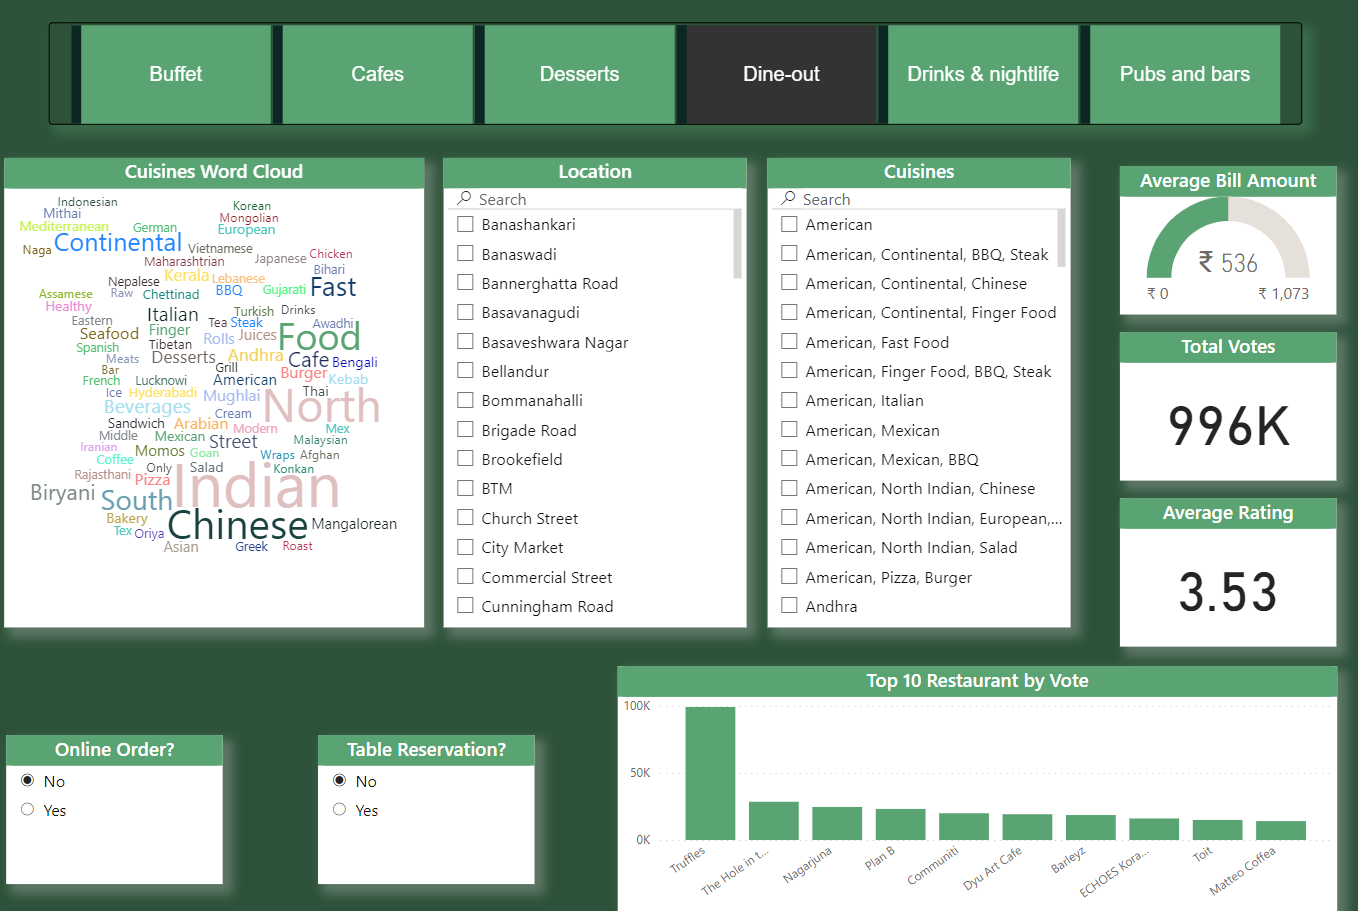 Buffet
Cafes
Desserts
Dine-out
Drinks & nightlife
Pubs and bars
Cuisines Word Cloud
Indonesian
Korean
Mithai
Mongolian
Mediterranean
German
European
Naga
Continental
Vietnamese
Maharashtrian
Japanese
Chicken
Bihari
Nepalese
Kerala
Lebanese
Fast
Assamese
Raw
Chettinad
BBQ
Gujarati
Healthy
Italian
Turkish
Drinks
Eastern
Tea
Steak
Awadhi
Seafood
Finger
Food
Spanish
Tibetan
Rolls
Juices
Meats
Desserts
Andhra
Cafe
Bengali
Bar
Grill
French
Lucknowi
American
Burger
Kebab
Ice
Hyderabadi
Mughlai
Thai
Beverages
Cream
North
Sandwich
Arabian
Modern
Mex
Middle
Mexican
Street
Malaysian
Iranian
Momos
Goan
Wraps
Afghan
Coffee
Only
Salad
Konkan
Rajasthani
Pizza
Indian
Biryani
South
Bakery
Chinese
Mangalorean
Tex
Oriya
Asian
Greek
Roast
Location
Search
Banashankari
Banaswadi
Bannerghatta Road
Basavanagudi
Basaveshwara Nagar
Bellandur
Bommanahalli
Brigade Road
Brookefield
BTM
Church Street
City Market
Commercial Street
Cunningham Road
Cuisines
Search
American
American, Continental, BBQ, Steak
American, Continental, Chinese
American, Continental, Finger Food
American, Fast Food
American, Finger Food, BBQ, Steak
American, Italian
American, Mexican
American, Mexican, BBQ
American, North Indian, Chinese
American, North Indian, European,...
American, North Indian, Salad
American, Pizza, Burger
Andhra
Average Bill Amount
₹ 536
₹ 0
₹ 1,073
Total Votes
996K
Average Rating
3.53
Online Order?
No
Yes
Table Reservation?
No
Yes
Top 10 Restaurant by Vote
100K
50K
0K
Truffles
The Hole in t...
Nagarjuna
Plan B
Communiti
Dyu Art Cafe
Barleyz
ECHOES Kora...
Toit
Matteo Coffea